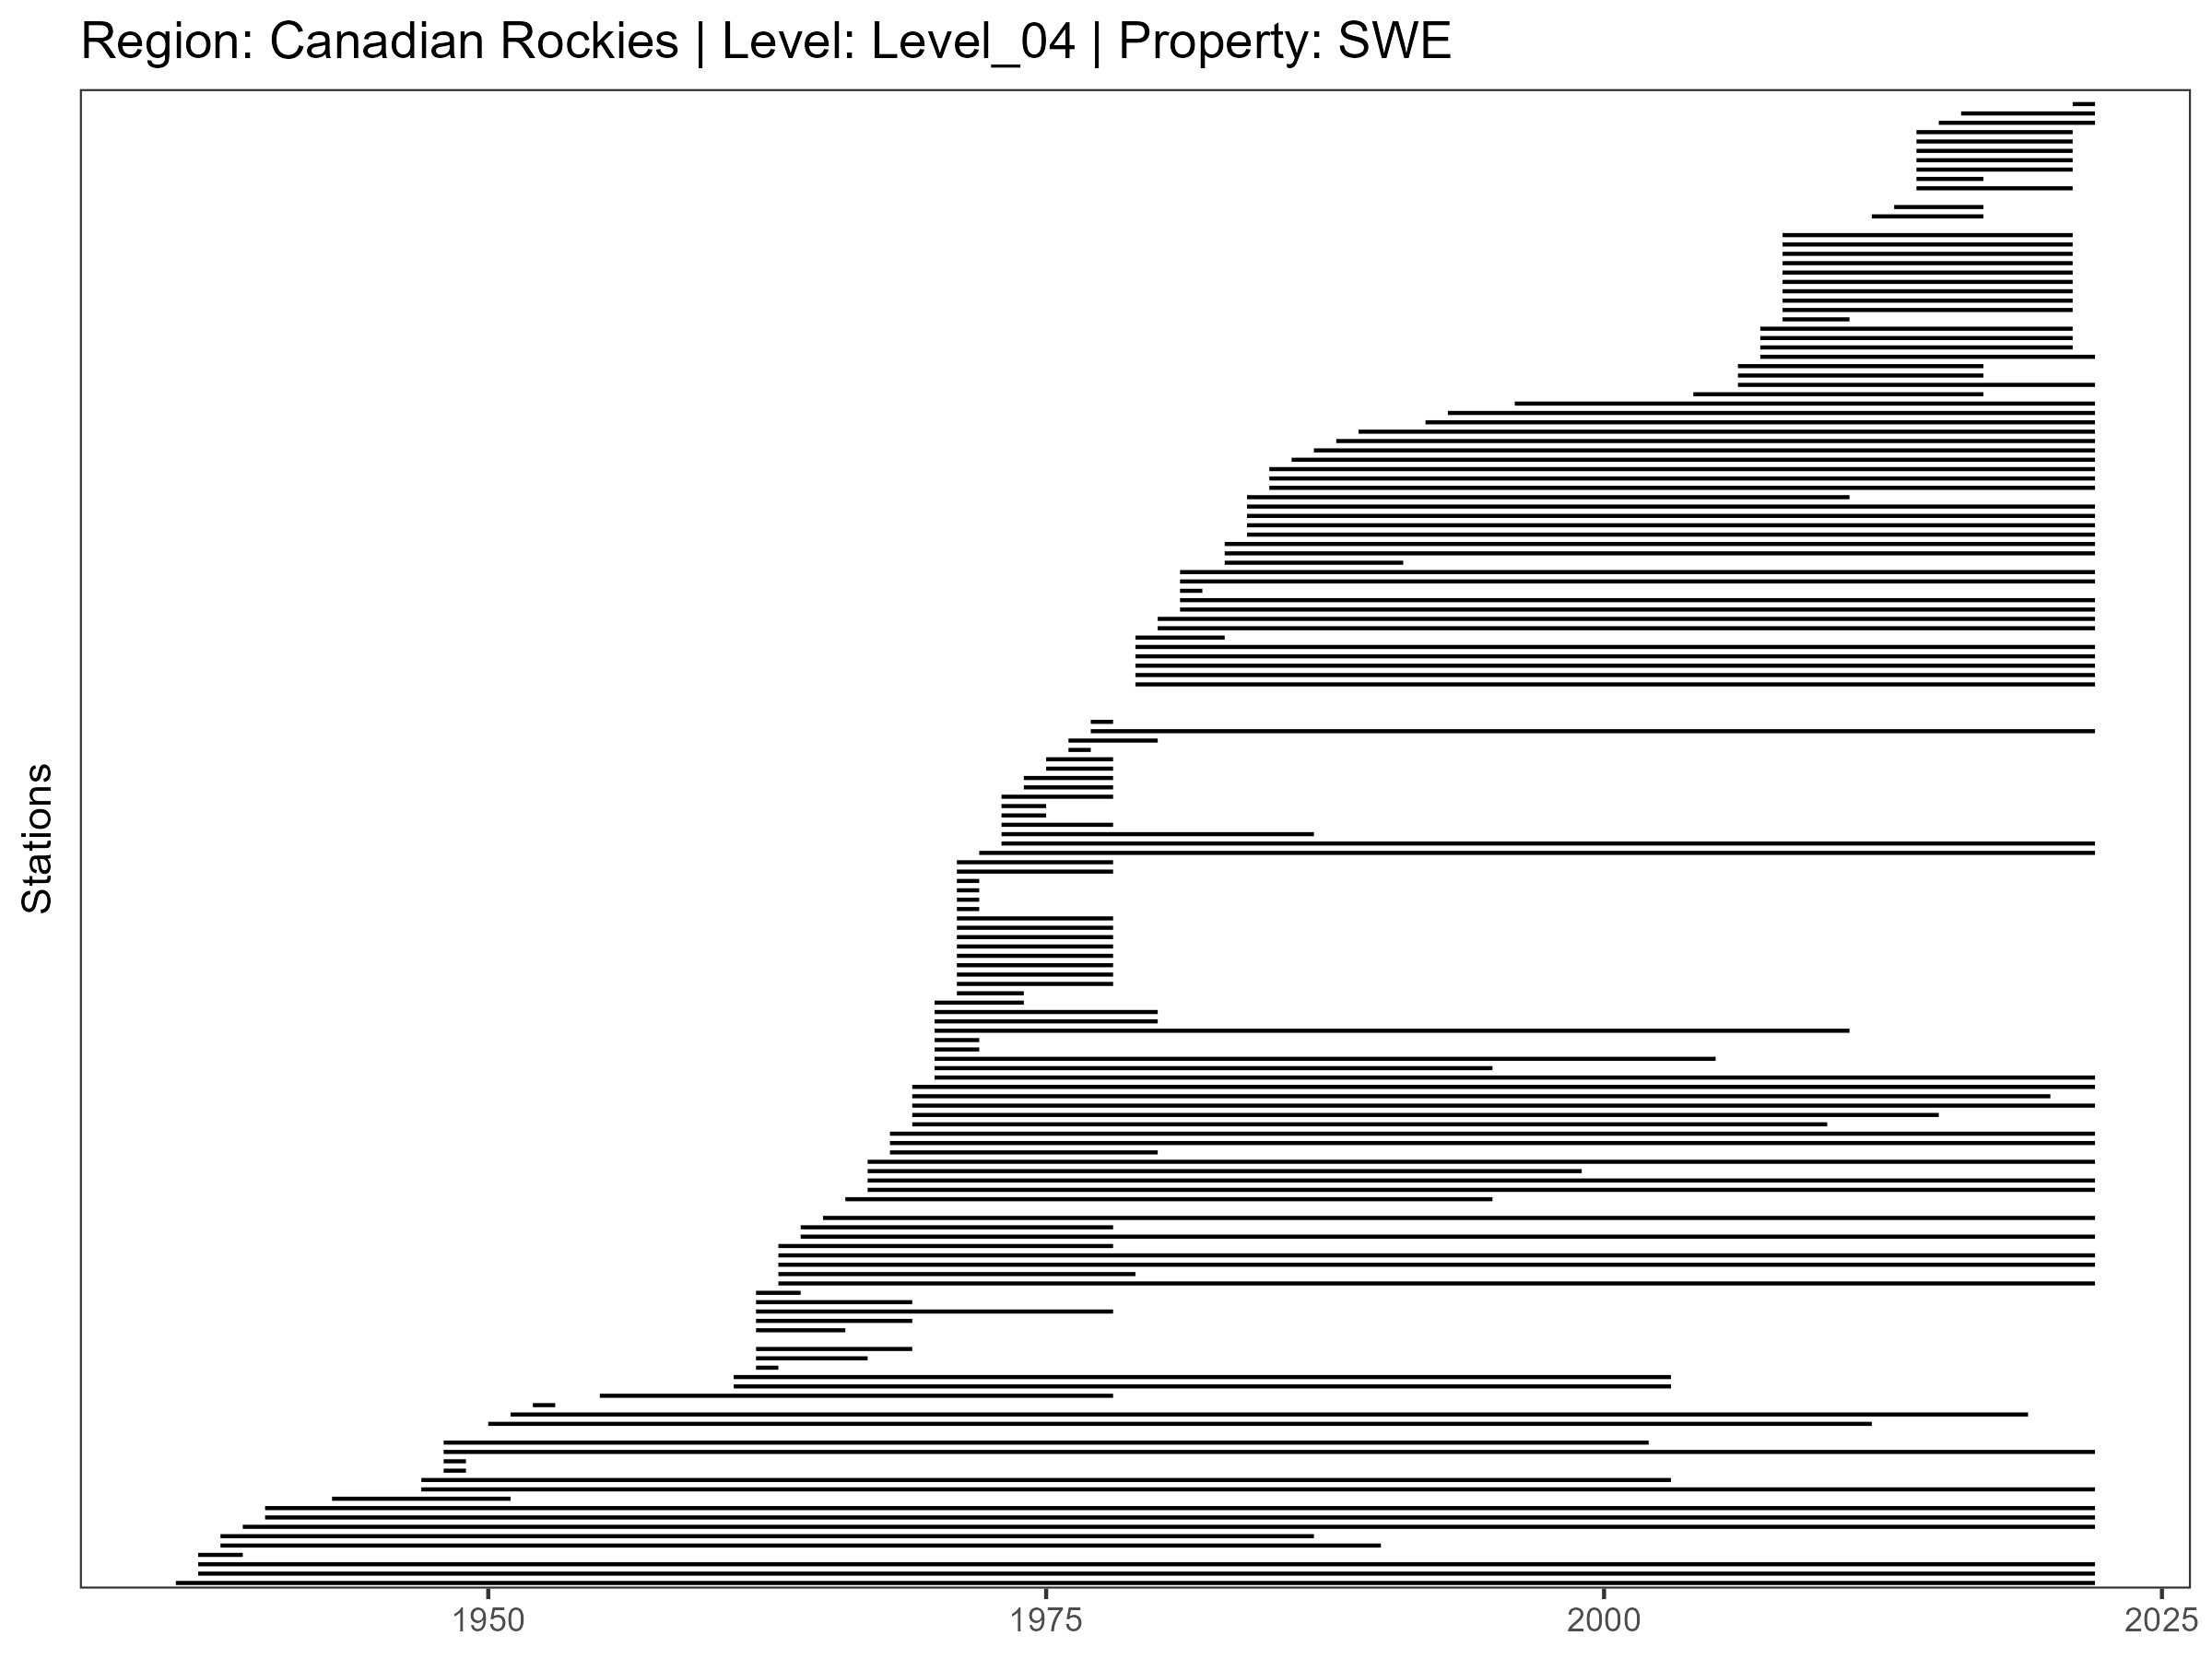 Region: Canadian Rockies | Level: Level_04 | Property: SWE
Stations
1950
1975
2000
2025